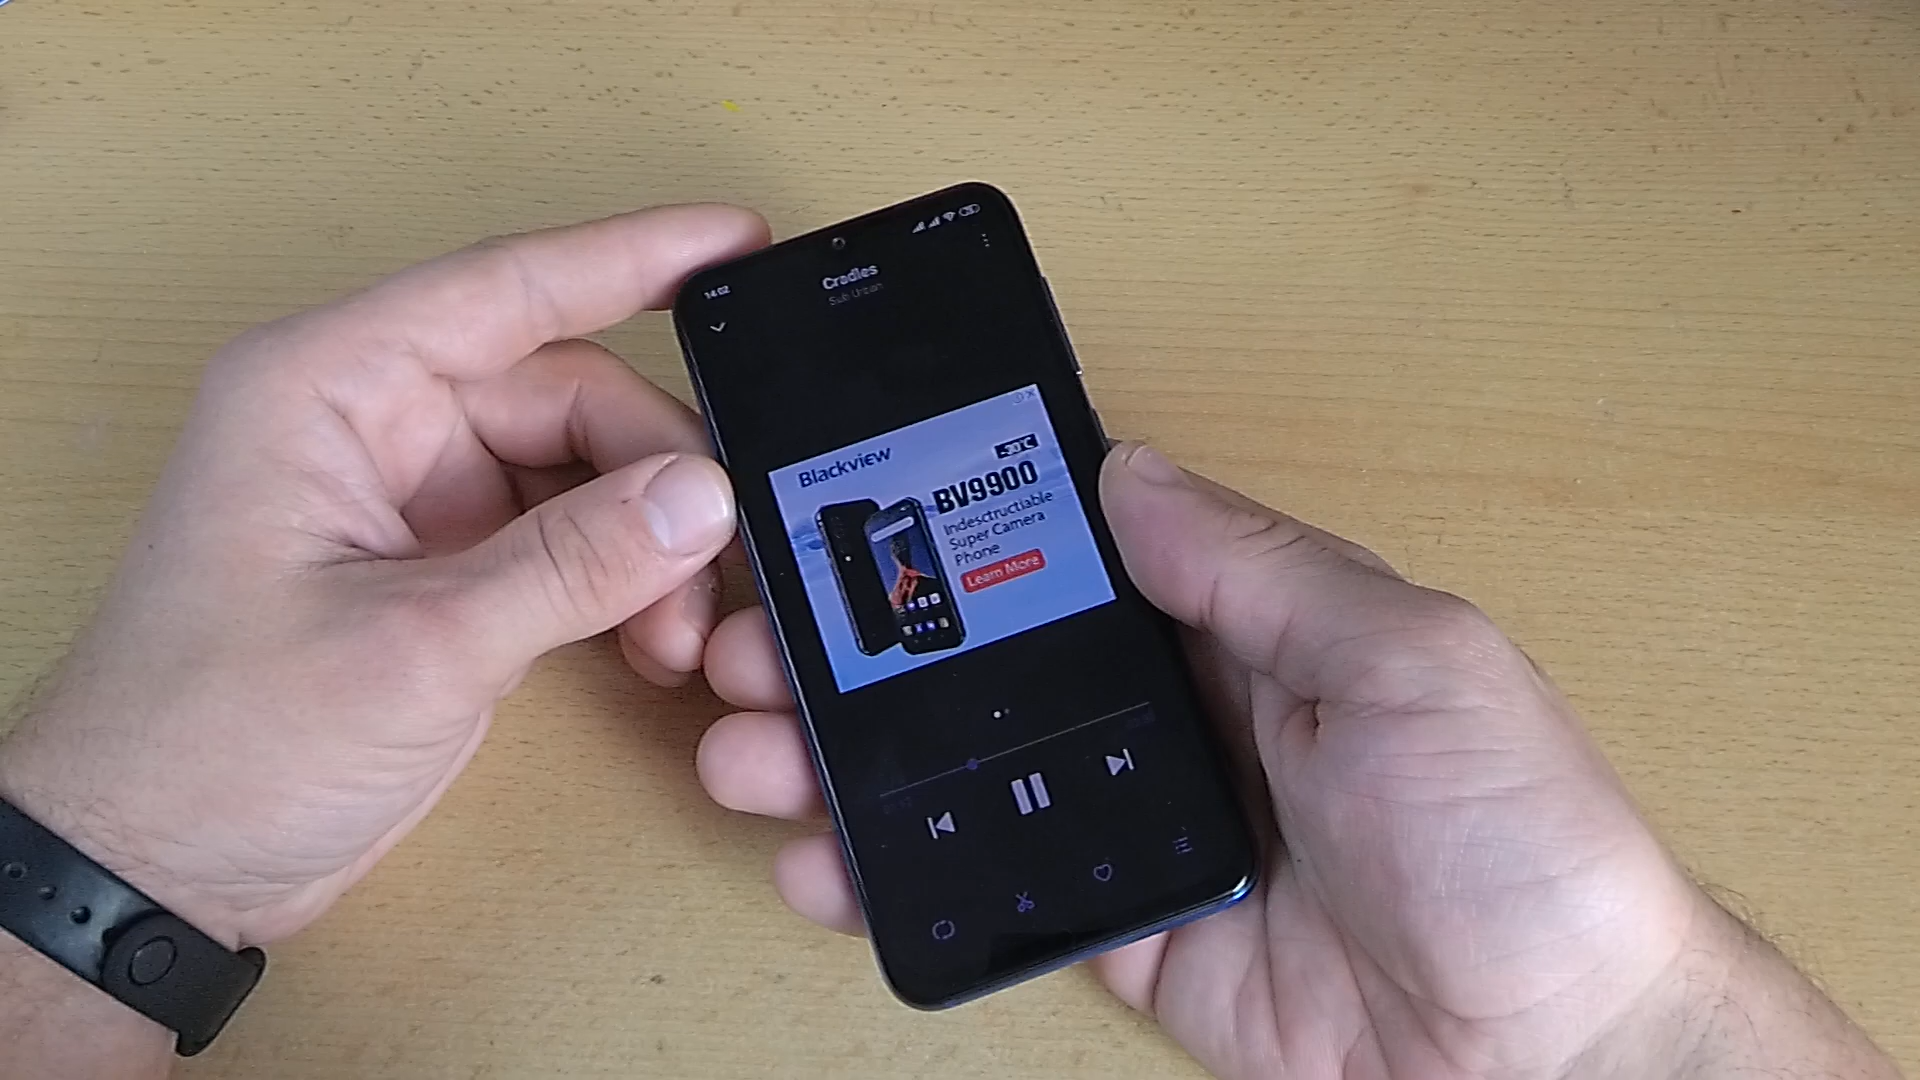 14:02
Cradles
Sub Urban
Blackview
-30°C
BV9900
Indesctructiable
Super Camera
Phone
Learn More